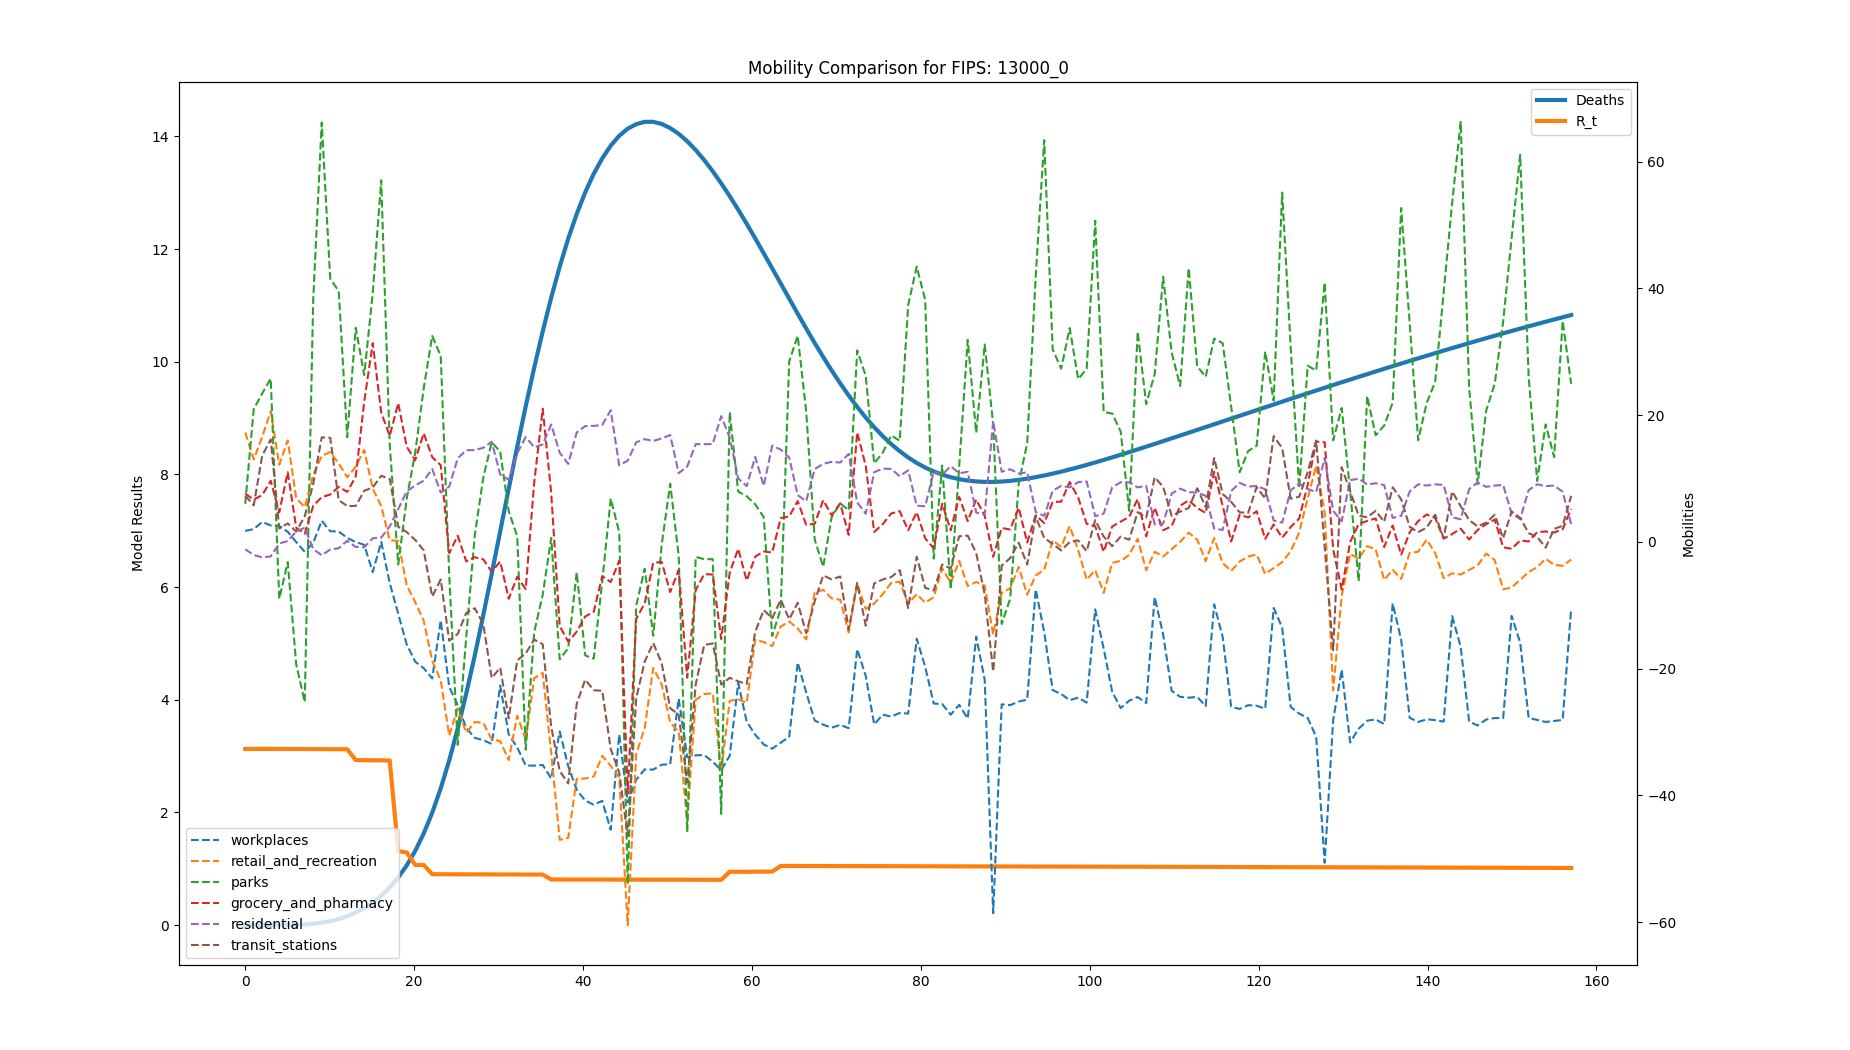 Mobility Comparison for FIPS: 13000_0
Deaths
R_t
14
12
10
8
6
4
2
0
Model Results
60
40
20
0
−20
−40
−60
Mobilities
workplaces
retail_and_recreation
parks
grocery_and_pharmacy
residential
transit_stations
0 20 40 60 80 100 120 140 160